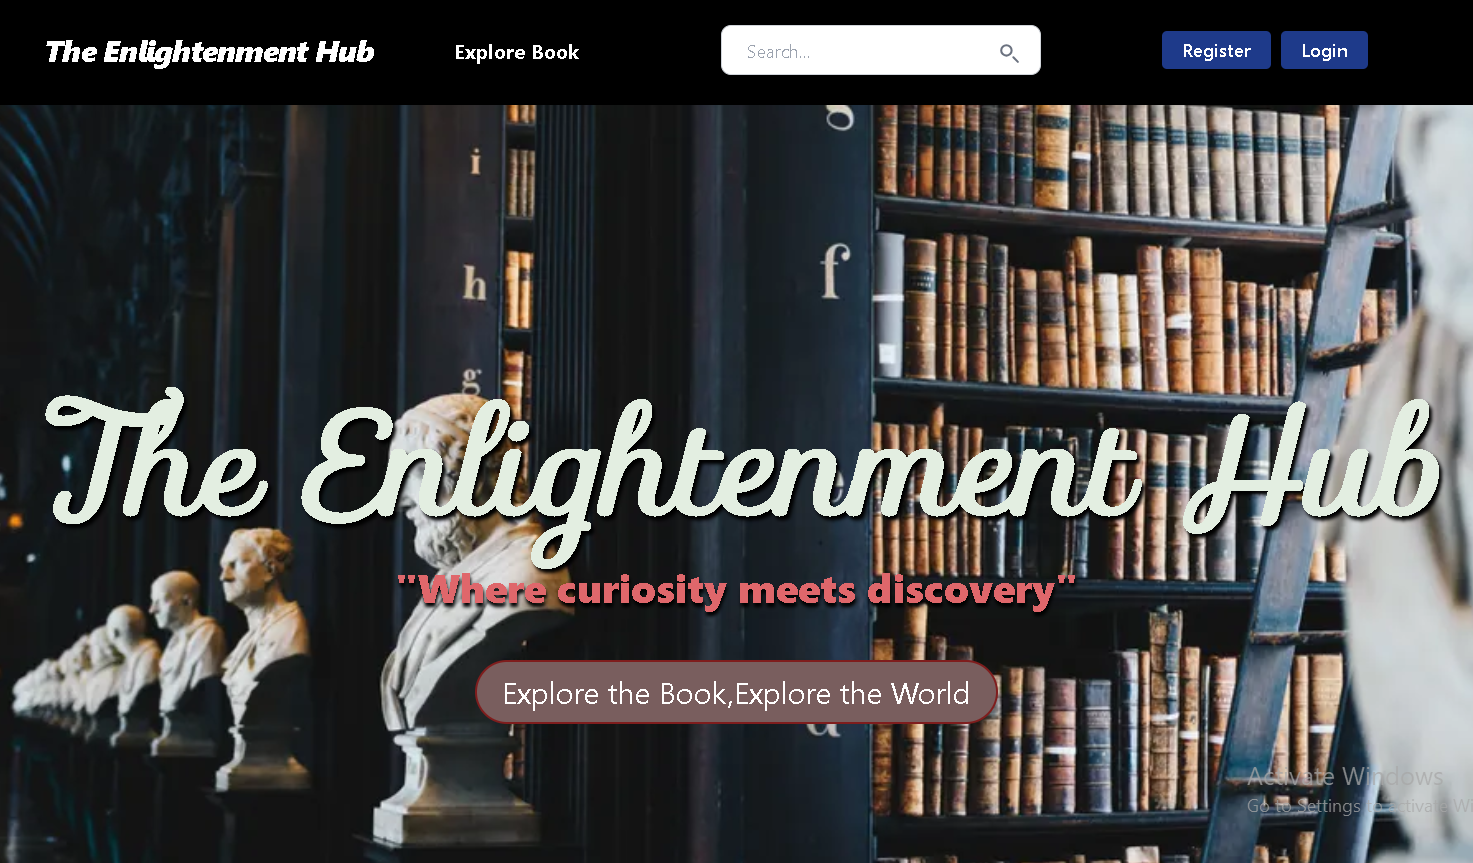 The Enlightenment Hub
Explore Book
Search...
Register
Login
g
i
f
h
g
The Enlightenment Hub
"Where curiosity meets discovery"
Explore the Book,Explore the World
d
Activate Windows
Go to Settings to activate W